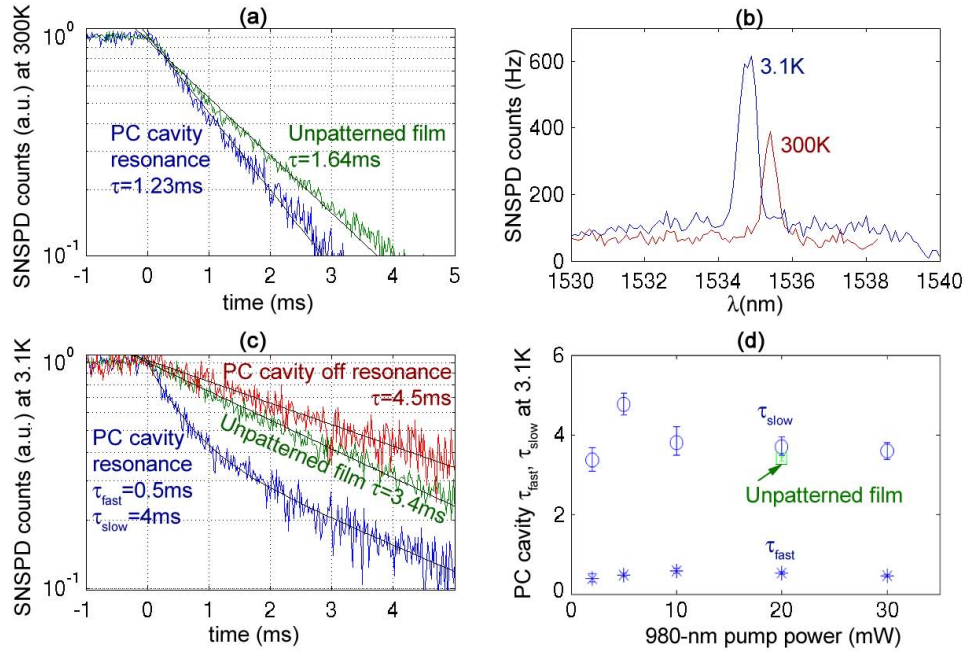 (a)
SNSPD counts (a.u.) at 300K
10⁰
10⁻¹
PC cavity
resonance
τ=1.23ms
Unpatterned film
τ=1.64ms
-1 0 1 2 3 4 5
time (ms)
(b)
SNSPD counts (Hz)
600
400
200
0
3.1K
300K
1530 1532 1534 1536 1538 1540
λ(nm)
(c)
SNSPD counts (a.u.) at 3.1K
10⁰
10⁻¹
PC cavity off resonance
τ=4.5ms
Unpatterned film τ=3.4ms
PC cavity
resonance
τfast=0.5ms
τslow=4ms
-1 0 1 2 3 4 5
time (ms)
(d)
PC cavity τfast, τslow at 3.1K
6
4
2
0
τslow
Unpatterned film
τfast
0 10 20 30
980-nm pump power (mW)